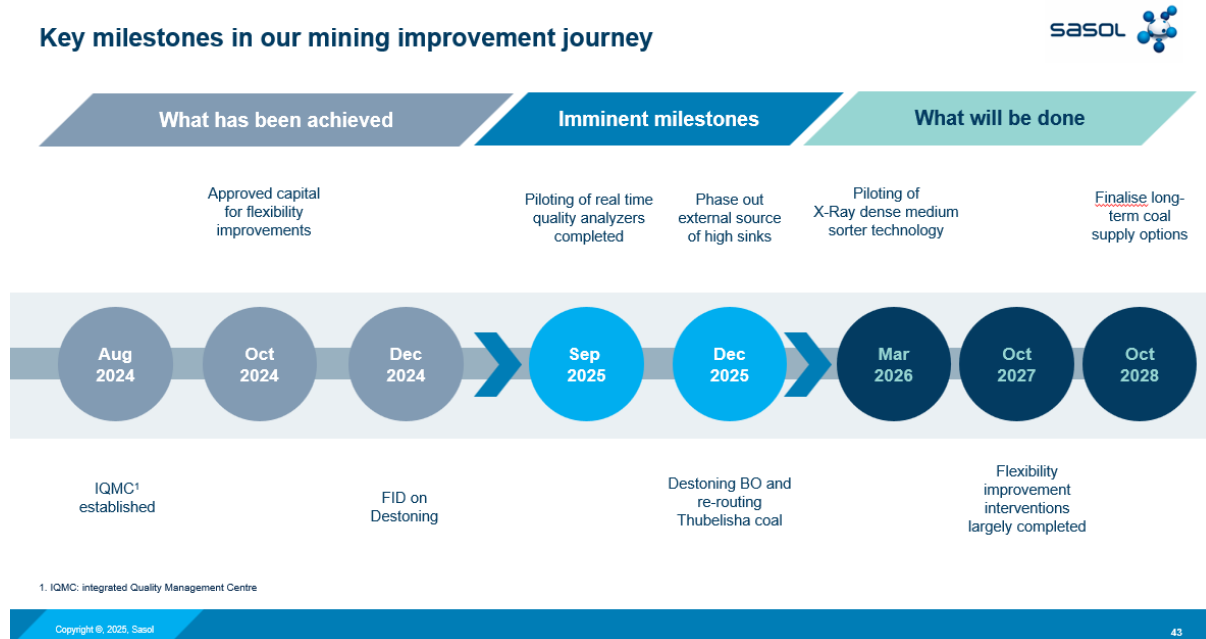 Key milestones in our mining improvement journey
sasol
What has been achieved
Imminent milestones
What will be done
Approved capital
for flexibility
improvements
Piloting of real time
quality analyzers
completed
Phase out
external source
of high sinks
Piloting of
X-Ray dense medium
sorter technology
Finalise long-
term coal
supply options
Aug
2024
Oct
2024
Dec
2024
Sep
2025
Dec
2025
Mar
2026
Oct
2027
Oct
2028
IQMC¹
established
FID on
Destoning
Destoning BO and
re-routing
Thubelisha coal
Flexibility
improvement
interventions
largely completed
1. IQMC: integrated Quality Management Centre
Copyright ©, 2025, Sasol
43